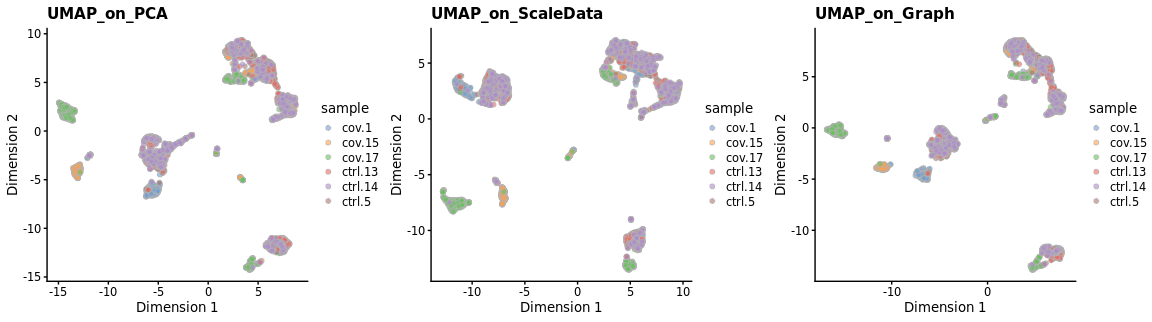 UMAP_on_PCA
10
5
0
-5
-10
-15
-15
-10
-5
0
5
Dimension 1
Dimension 2
sample
cov.1
cov.15
cov.17
ctrl.13
ctrl.14
ctrl.5
UMAP_on_ScaleData
5
0
-5
-10
-10
-5
0
5
10
Dimension 1
Dimension 2
sample
cov.1
cov.15
cov.17
ctrl.13
ctrl.14
ctrl.5
UMAP_on_Graph
5
0
-5
-10
-10
0
Dimension 1
Dimension 2
sample
cov.1
cov.15
cov.17
ctrl.13
ctrl.14
ctrl.5